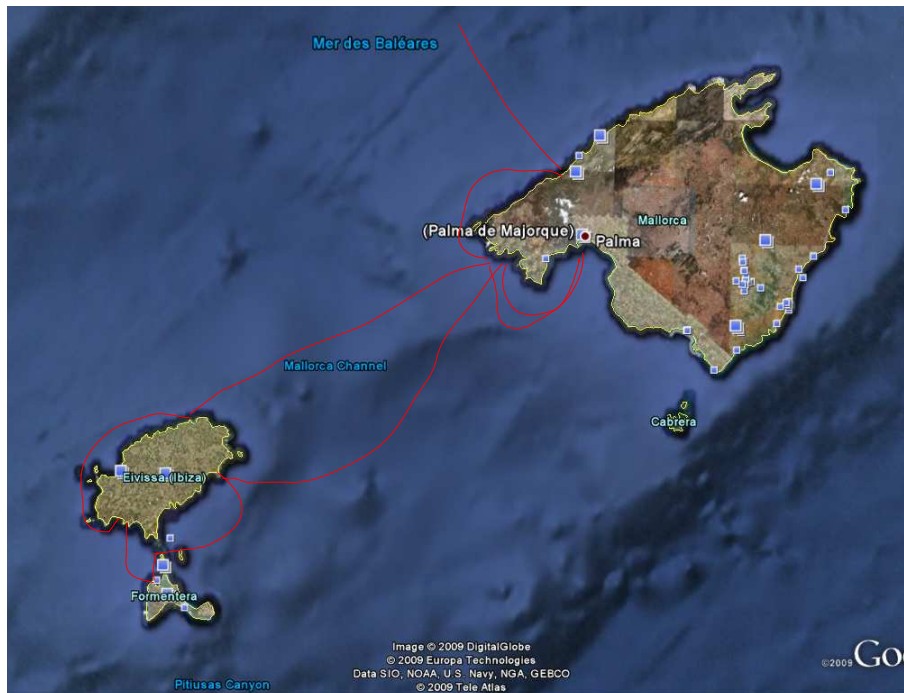 Mer des Baléares
Mallorca
(Palma de Majorque)
Palma
Mallorca Channel
Cabrera
Eivissa (Ibiza)
Formentera
Image © 2009 DigitalGlobe
© 2009 Europa Technologies
Data SIO, NOAA, U.S. Navy, NGA, GEBCO
© 2009 Tele Atlas
©2009 Goo
Pitiusas Canyon